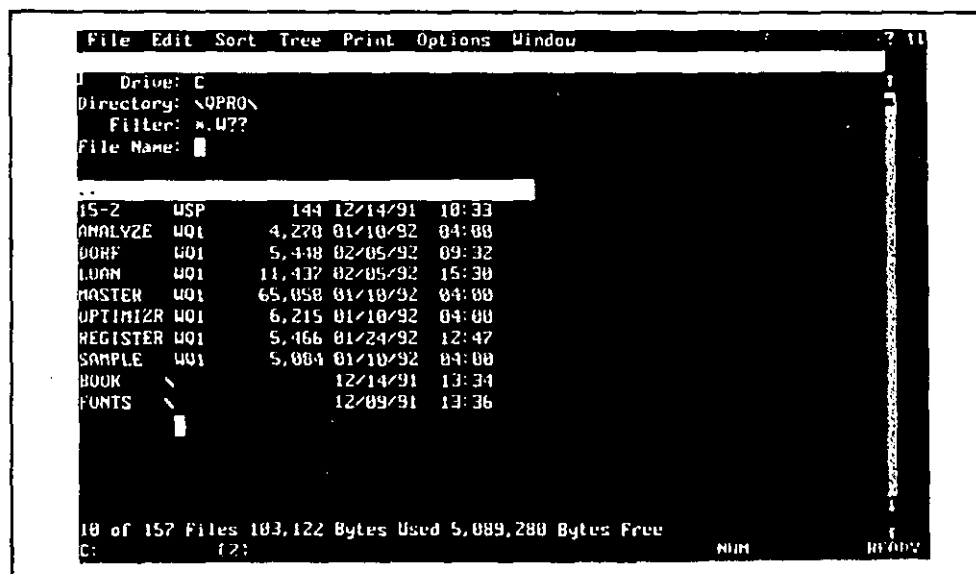 File Edit Sort Tree Print Options Window ? ↑↓
Drive: C
Directory: \QPRO\
Filter: *.W??
File Name:
..
15-2 WSP 144 12/14/91 10:33
ANALYZE WQ1 4,270 01/10/92 04:00
DORF WQ1 5,448 02/05/92 09:32
LOAN WQ1 11,437 02/05/92 15:30
MASTER WQ1 65,058 01/10/92 04:00
OPTIMIZR WQ1 6,215 01/10/92 04:00
REGISTER WQ1 5,466 01/24/92 12:47
SAMPLE WQ1 5,084 01/10/92 04:00
BOOK \ 12/14/91 13:34
FONTS \ 12/09/91 13:36
10 of 157 Files 103,122 Bytes Used 5,089,280 Bytes Free
C: [2] NUM READY